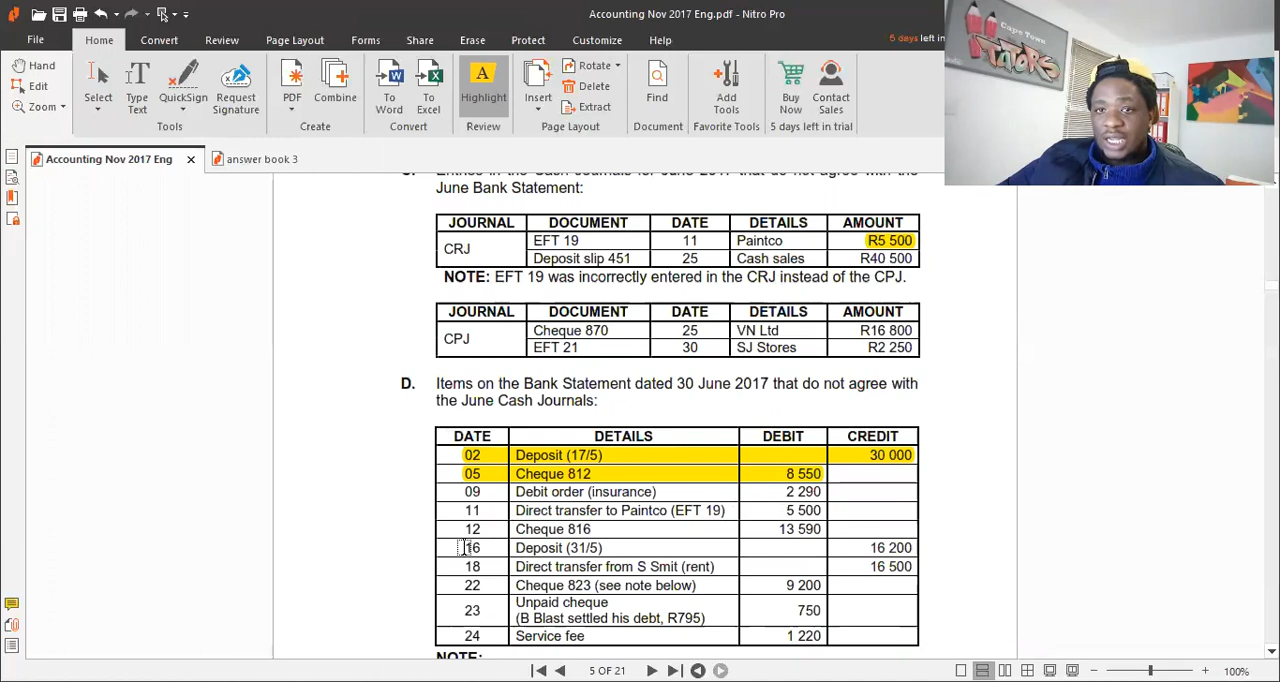 Accounting Nov 2017 Eng.pdf - Nitro Pro
File Home Convert Review Page Layout Forms Share Erase Protect Customize Help
5 days left in
Hand
Edit
Zoom
Select
Type Text
QuickSign
Request Signature
Tools
PDF
Combine
Create
To Word
To Excel
Convert
Highlight
Review
Insert
Rotate
Delete
Extract
Page Layout
Find
Document
Add Tools
Favorite Tools
Buy Now
Contact Sales
5 days left in trial
Cape Town
TUTORS
Accounting Nov 2017 Eng
answer book 3
June Bank Statement:
JOURNAL DOCUMENT DATE DETAILS AMOUNT
CRJ EFT 19 11 Paintco R5 500
Deposit slip 451 25 Cash sales R40 500
NOTE: EFT 19 was incorrectly entered in the CRJ instead of the CPJ.
JOURNAL DOCUMENT DATE DETAILS AMOUNT
CPJ Cheque 870 25 VN Ltd R16 800
EFT 21 30 SJ Stores R2 250
D. Items on the Bank Statement dated 30 June 2017 that do not agree with
the June Cash Journals:
DATE DETAILS DEBIT CREDIT
02 Deposit (17/5) 30 000
05 Cheque 812 8 550
09 Debit order (insurance) 2 290
11 Direct transfer to Paintco (EFT 19) 5 500
12 Cheque 816 13 590
16 Deposit (31/5) 16 200
18 Direct transfer from S Smit (rent) 16 500
22 Cheque 823 (see note below) 9 200
23 Unpaid cheque
(B Blast settled his debt, R795) 750
24 Service fee 1 220
NOTE:
5 OF 21
100%